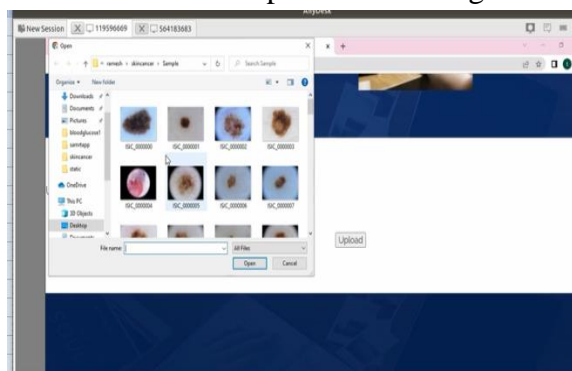 AnyDesk
New Session
119596669
564183683
Open
ramesh › skincancer › Sample
Search Sample
Organize
New folder
Downloads
Documents
Pictures
bloodglucose1
samitapp
skincancer
static
OneDrive
This PC
3D Objects
Desktop
Documents
ISIC_0000000
ISIC_0000001
ISIC_0000002
ISIC_0000003
ISIC_0000004
ISIC_0000005
ISIC_0000006
ISIC_0000007
File name:
All Files
Open
Cancel
Upload